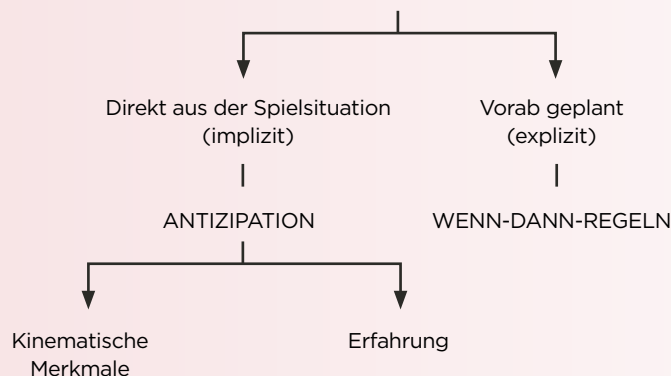 Direkt aus der Spielsituation
(implizit)
Vorab geplant
(explizit)
ANTIZIPATION
WENN-DANN-REGELN
Kinematische
Merkmale
Erfahrung